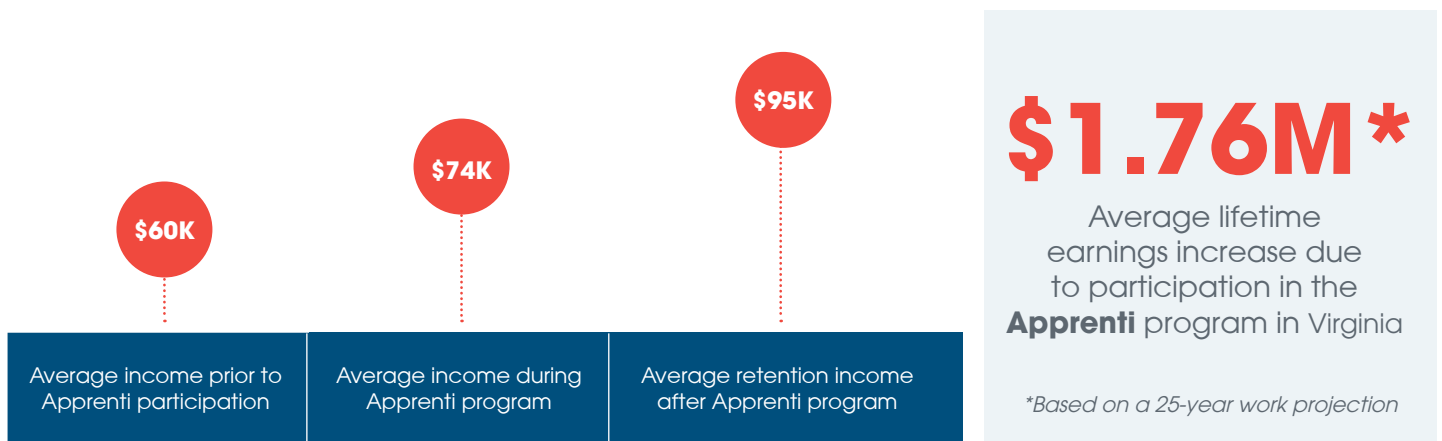 $60K
$74K
$95K
Average income prior to
Apprenti participation
Average income during
Apprenti program
Average retention income
after Apprenti program
$1.76M*
Average lifetime
earnings increase due
to participation in the
Apprenti program in Virginia
*Based on a 25-year work projection